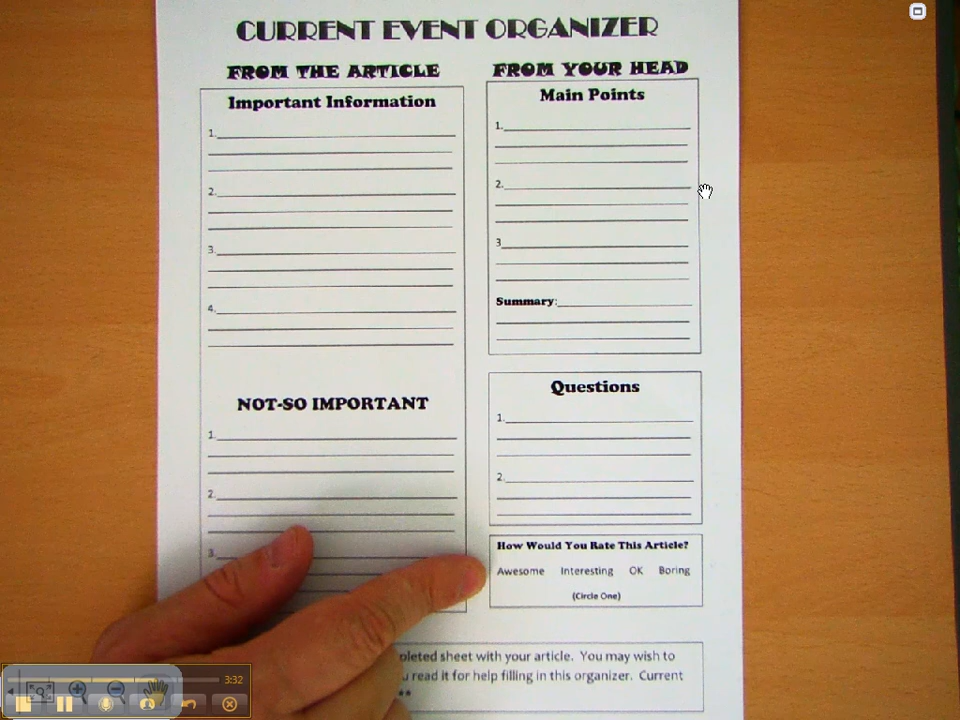 CURRENT EVENT ORGANIZER
FROM THE ARTICLE
Important Information
1.
2.
3.
4.
NOT-SO IMPORTANT
1.
2.
3.
FROM YOUR HEAD
Main Points
1.
2.
3
Summary:
Questions
1.
2.
How Would You Rate This Article?
Awesome Interesting OK Boring
(Circle One)
sheet with your article. You may wish to
read it for help filling in this organizer. Current
**
3:32